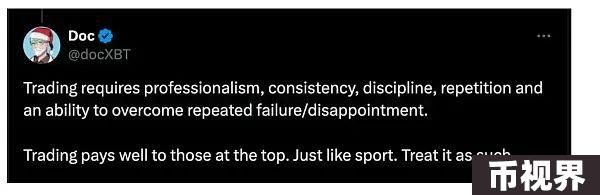 Doc
@docXBT
Trading requires professionalism, consistency, discipline, repetition and
an ability to overcome repeated failure/disappointment.
Trading pays well to those at the top. Just like sport. Treat it as such.
币视界